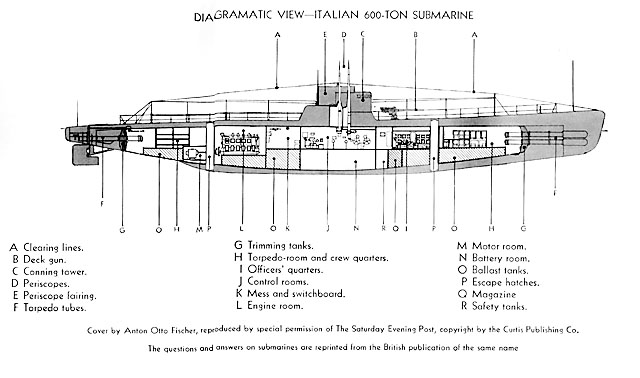 DIAGRAMATIC VIEW—ITALIAN 600-TON SUBMARINE
A E D C B A
F G O H M P L O K J N R Q I P O H G F
A Clearing lines.
B Deck gun.
C Conning tower.
D Periscopes.
E Periscope fairing.
F Torpedo tubes.
G Trimming tanks.
H Torpedo-room and crew quarters.
I Officers' quarters.
J Control rooms.
K Mess and switchboard.
L Engine room.
M Motor room.
N Battery room.
O Ballast tanks.
P Escape hatches.
Q Magazine
R Safety tanks.
Cover by Anton Otto Fischer, reproduced by special permission of The Saturday Evening Post, copyright by the Curtis Publishing Co.
The questions and answers on submarines are reprinted from the British publication of the same name